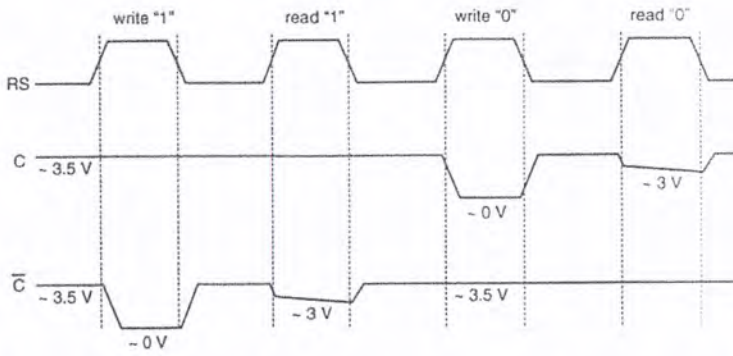 write "1" read "1" write "0" read "0"
RS
C
~ 3.5 V
~ 0 V
~ 3 V
C̅
~ 3.5 V
~ 0 V
~ 3 V
~ 3.5 V